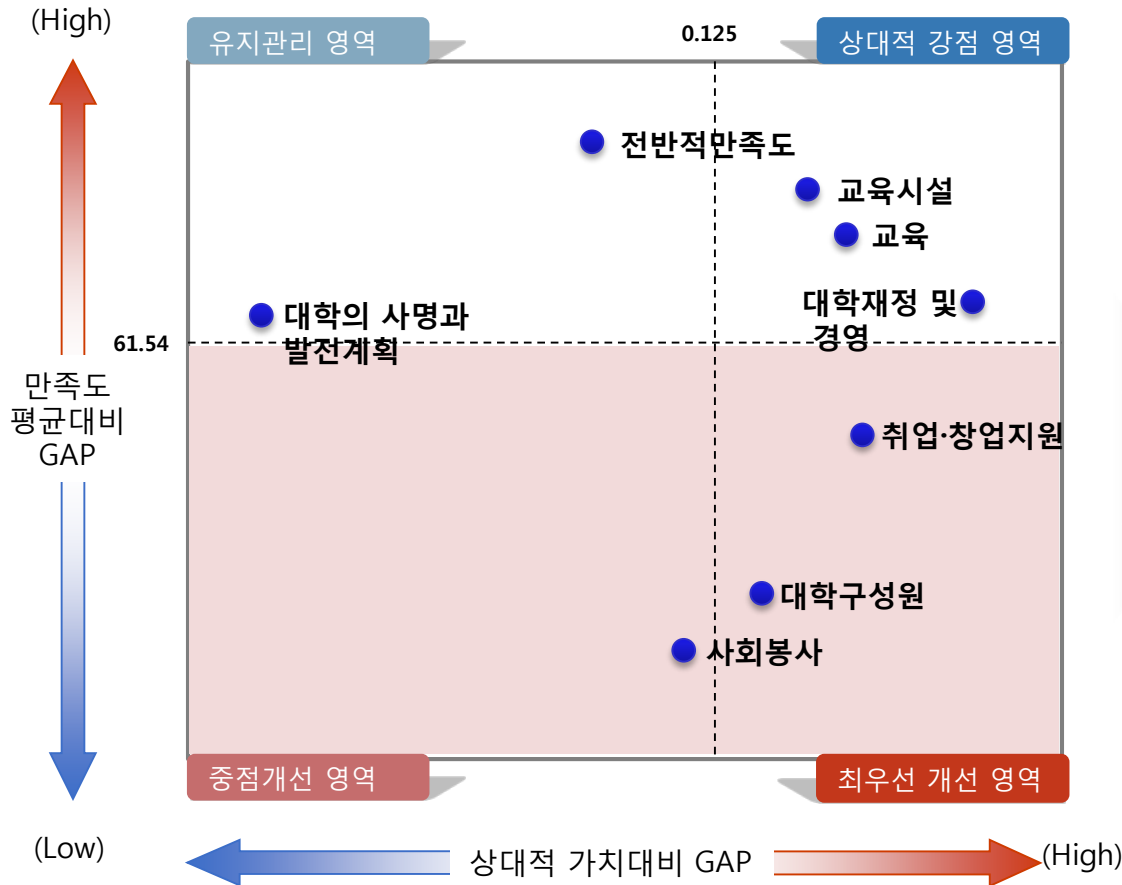 (High)
유지관리 영역
0.125
상대적 강점 영역
전반적만족도
교육시설
교육
대학의 사명과
발전계획
대학재정 및
경영
61.54
만족도
평균대비
GAP
취업·창업지원
대학구성원
사회봉사
중점개선 영역
최우선 개선 영역
(Low)
상대적 가치대비 GAP
(High)